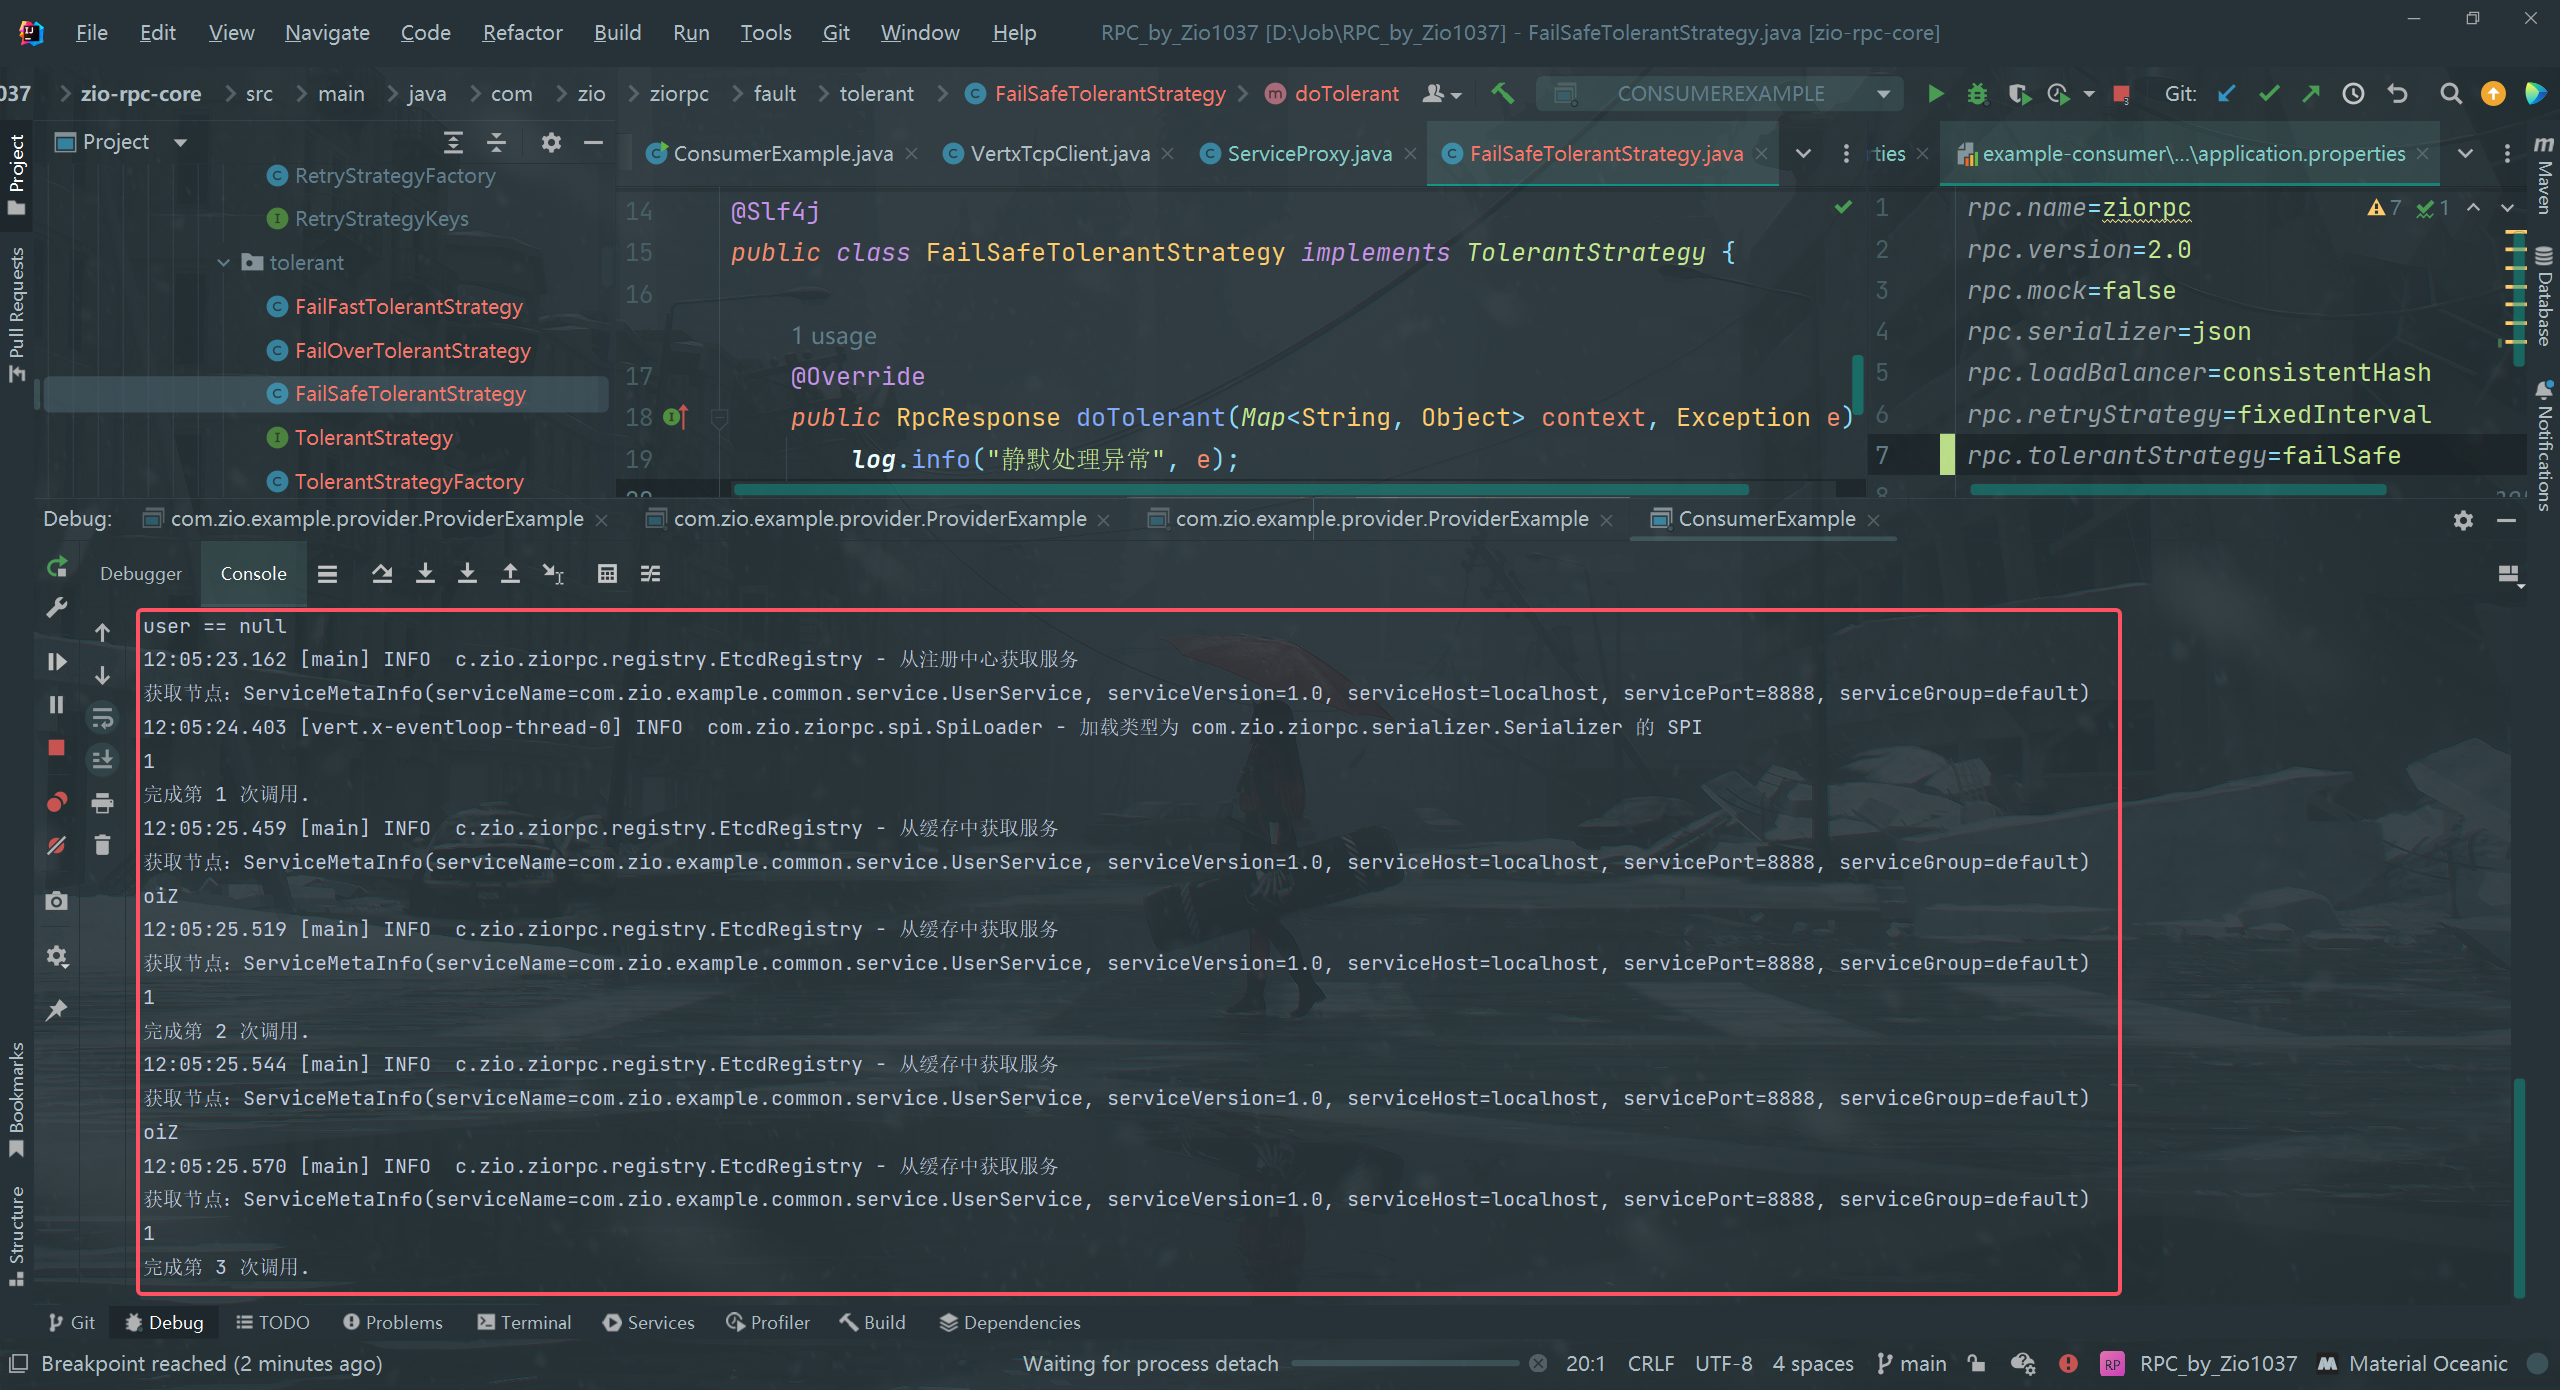 File Edit View Navigate Code Refactor Build Run Tools Git Window Help RPC_by_Zio1037 [D:\Job\RPC_by_Zio1037] - FailSafeTolerantStrategy.java [zio-rpc-core]
037 zio-rpc-core src main java com zio ziorpc fault tolerant FailSafeTolerantStrategy doTolerant CONSUMEREXAMPLE Git:
Project
ConsumerExample.java VertxTcpClient.java ServiceProxy.java FailSafeTolerantStrategy.java rties example-consumer\...\application.properties
RetryStrategyFactory
RetryStrategyKeys
tolerant
FailFastTolerantStrategy
FailOverTolerantStrategy
FailSafeTolerantStrategy
TolerantStrategy
TolerantStrategyFactory
14 @Slf4j
15 public class FailSafeTolerantStrategy implements TolerantStrategy {
16
1 usage
17 @Override
18 public RpcResponse doTolerant(Map<String, Object> context, Exception e)
19 log.info("静默处理异常", e);
1 rpc.name=ziorpc 7 1
2 rpc.version=2.0
3 rpc.mock=false
4 rpc.serializer=json
5 rpc.loadBalancer=consistentHash
6 rpc.retryStrategy=fixedInterval
7 rpc.tolerantStrategy=failSafe
8
Project
Pull Requests
Bookmarks
Structure
Maven
Database
Notifications
Debug: com.zio.example.provider.ProviderExample com.zio.example.provider.ProviderExample com.zio.example.provider.ProviderExample ConsumerExample
Debugger Console
user == null
12:05:23.162 [main] INFO  c.zio.ziorpc.registry.EtcdRegistry - 从注册中心获取服务
获取节点：ServiceMetaInfo(serviceName=com.zio.example.common.service.UserService, serviceVersion=1.0, serviceHost=localhost, servicePort=8888, serviceGroup=default)
12:05:24.403 [vert.x-eventloop-thread-0] INFO  com.zio.ziorpc.spi.SpiLoader - 加载类型为 com.zio.ziorpc.serializer.Serializer 的 SPI
1
完成第 1 次调用.
12:05:25.459 [main] INFO  c.zio.ziorpc.registry.EtcdRegistry - 从缓存中获取服务
获取节点：ServiceMetaInfo(serviceName=com.zio.example.common.service.UserService, serviceVersion=1.0, serviceHost=localhost, servicePort=8888, serviceGroup=default)
oiZ
12:05:25.519 [main] INFO  c.zio.ziorpc.registry.EtcdRegistry - 从缓存中获取服务
获取节点：ServiceMetaInfo(serviceName=com.zio.example.common.service.UserService, serviceVersion=1.0, serviceHost=localhost, servicePort=8888, serviceGroup=default)
1
完成第 2 次调用.
12:05:25.544 [main] INFO  c.zio.ziorpc.registry.EtcdRegistry - 从缓存中获取服务
获取节点：ServiceMetaInfo(serviceName=com.zio.example.common.service.UserService, serviceVersion=1.0, serviceHost=localhost, servicePort=8888, serviceGroup=default)
oiZ
12:05:25.570 [main] INFO  c.zio.ziorpc.registry.EtcdRegistry - 从缓存中获取服务
获取节点：ServiceMetaInfo(serviceName=com.zio.example.common.service.UserService, serviceVersion=1.0, serviceHost=localhost, servicePort=8888, serviceGroup=default)
1
完成第 3 次调用.
Git Debug TODO Problems Terminal Services Profiler Build Dependencies
Breakpoint reached (2 minutes ago) Waiting for process detach 20:1 CRLF UTF-8 4 spaces main RP RPC_by_Zio1037 Material Oceanic